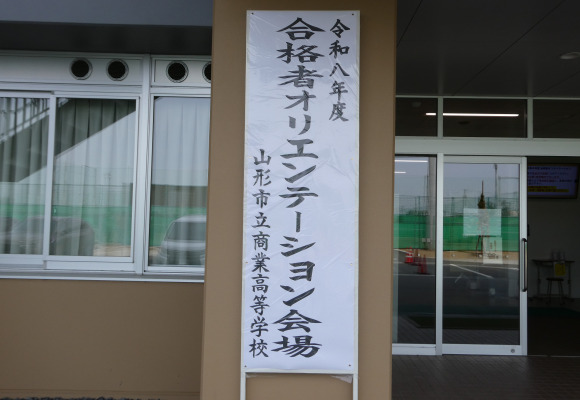 令和八年度
合格者オリエンテーション会場
山形市立商業高等学校